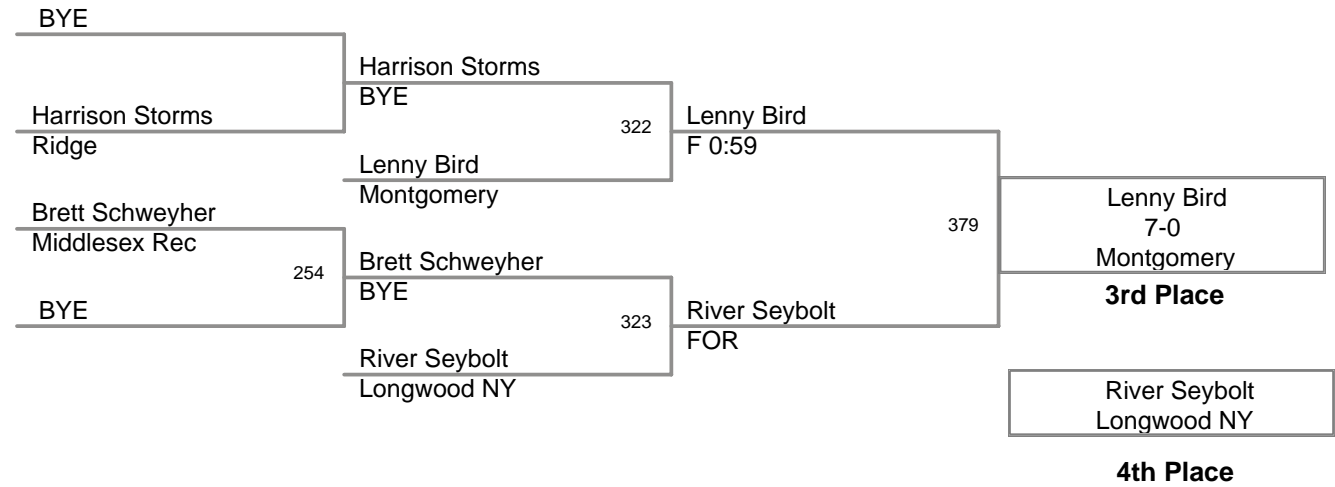 BYE
Harrison Storms
BYE
Harrison Storms
Ridge
322
Lenny Bird
F 0:59
Lenny Bird
Montgomery
Brett Schweyher
Middlesex Rec
254
Brett Schweyher
BYE
BYE
323
River Seybolt
FOR
River Seybolt
Longwood NY
379
Lenny Bird
7-0
Montgomery
3rd Place
River Seybolt
Longwood NY
4th Place